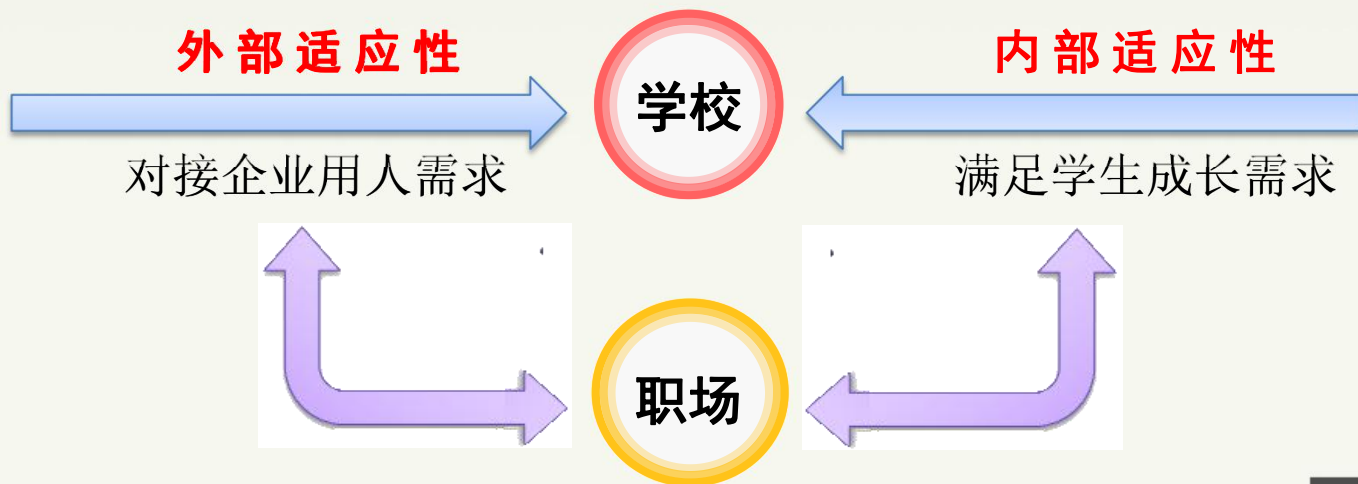 外部适应性
学校
内部适应性
对接企业用人需求
满足学生成长需求
职场